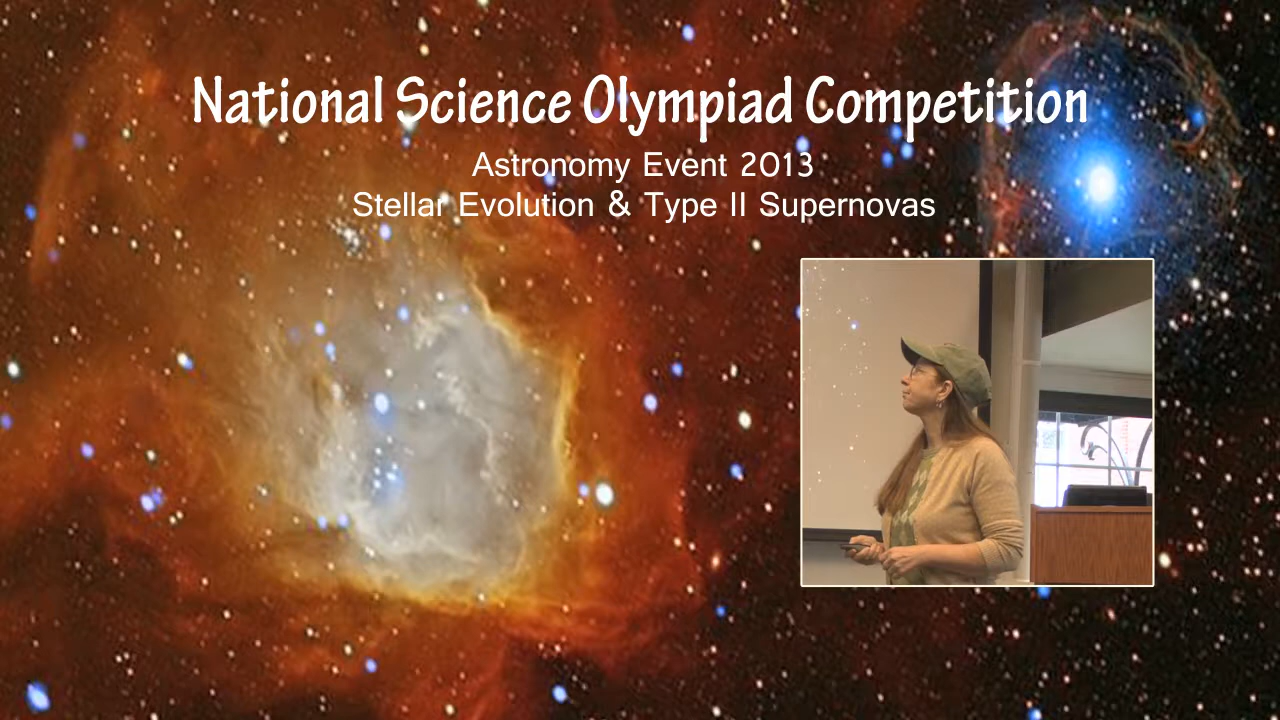 National Science Olympiad Competition
Astronomy Event 2013
Stellar Evolution & Type II Supernovas